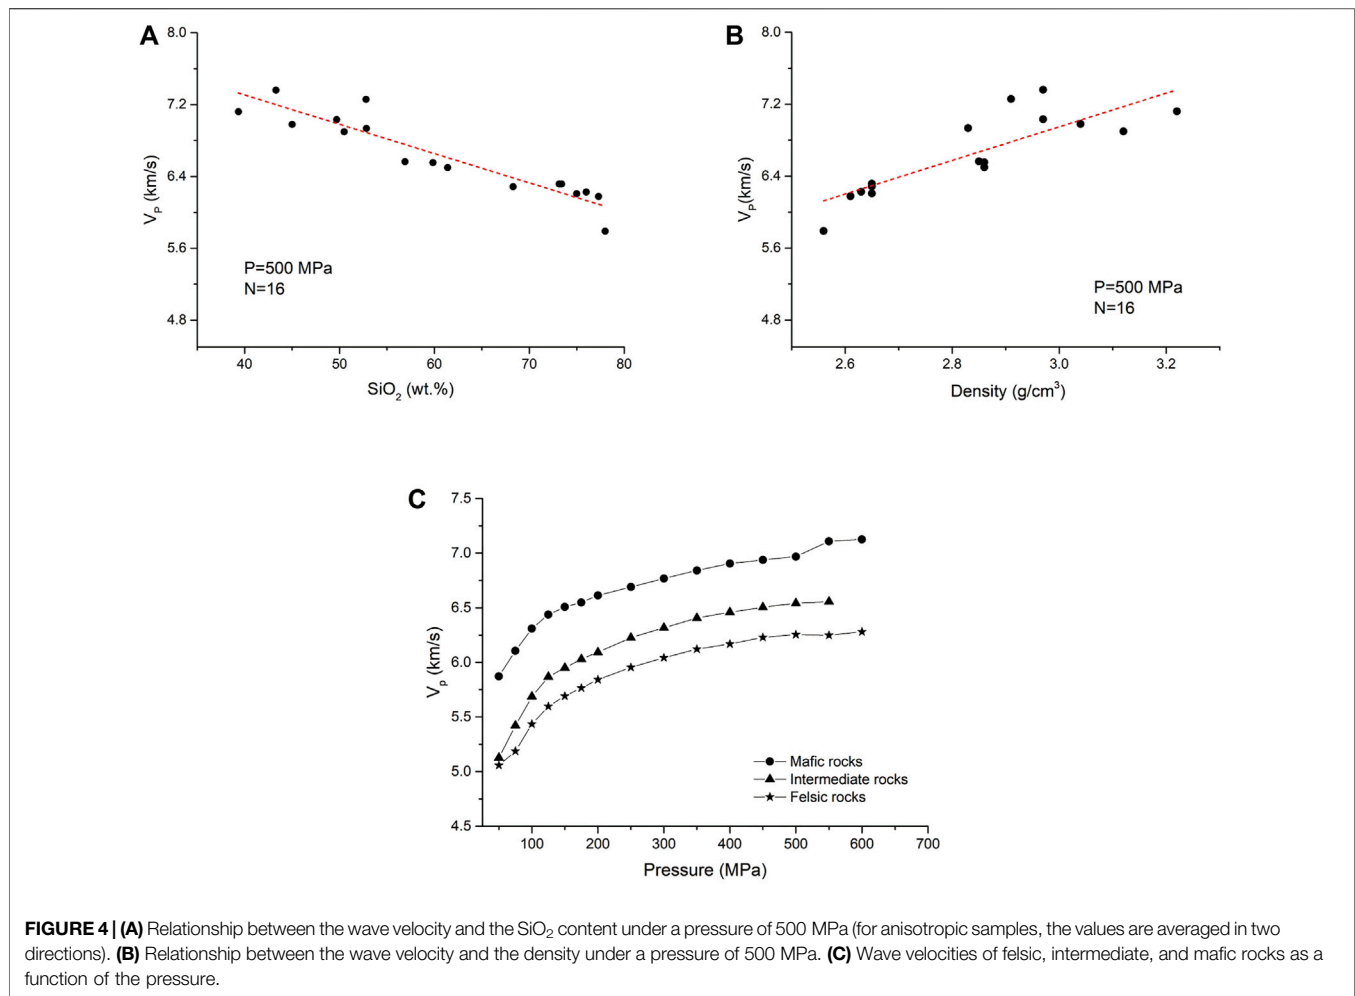 A
8.0
7.2
6.4
5.6
4.8
V_P (km/s)
P=500 MPa
N=16
40 50 60 70 80
SiO₂ (wt.%)
B
8.0
7.2
6.4
5.6
4.8
V_P(km/s)
P=500 MPa
N=16
2.6 2.8 3.0 3.2
Density (g/cm³)
C
7.5
7.0
6.5
6.0
5.5
5.0
4.5
V_p (km/s)
Mafic rocks
Intermediate rocks
Felsic rocks
100 200 300 400 500 600 700
Pressure (MPa)
FIGURE 4 | (A) Relationship between the wave velocity and the SiO₂ content under a pressure of 500 MPa (for anisotropic samples, the values are averaged in two
directions). (B) Relationship between the wave velocity and the density under a pressure of 500 MPa. (C) Wave velocities of felsic, intermediate, and mafic rocks as a
function of the pressure.